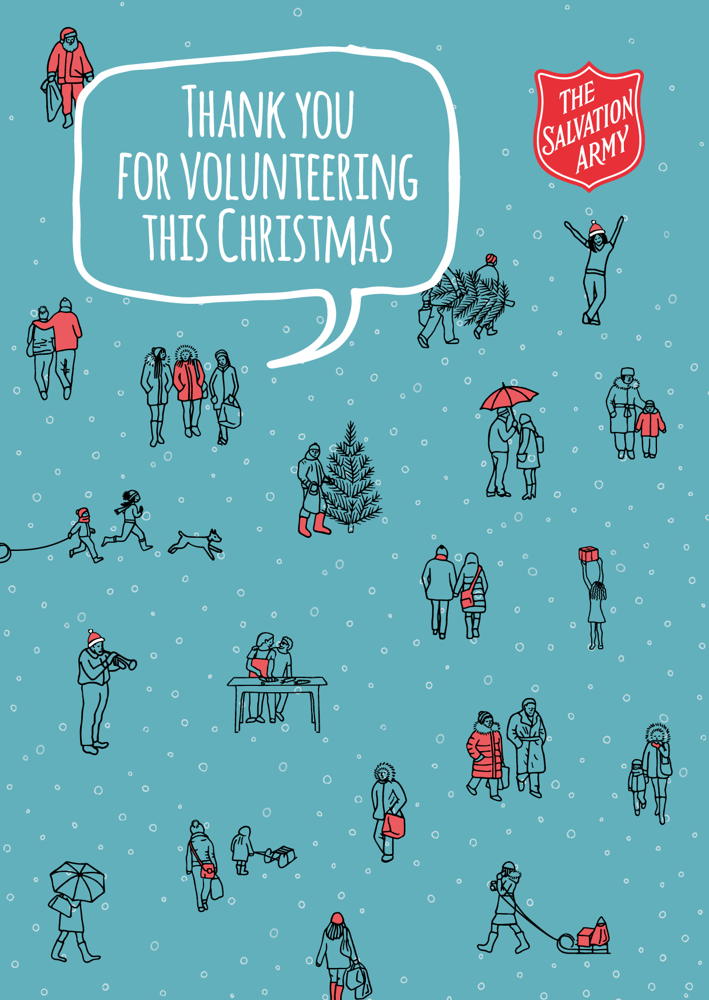 Thank you
for volunteering
this Christmas
THE
SALVATION
ARMY